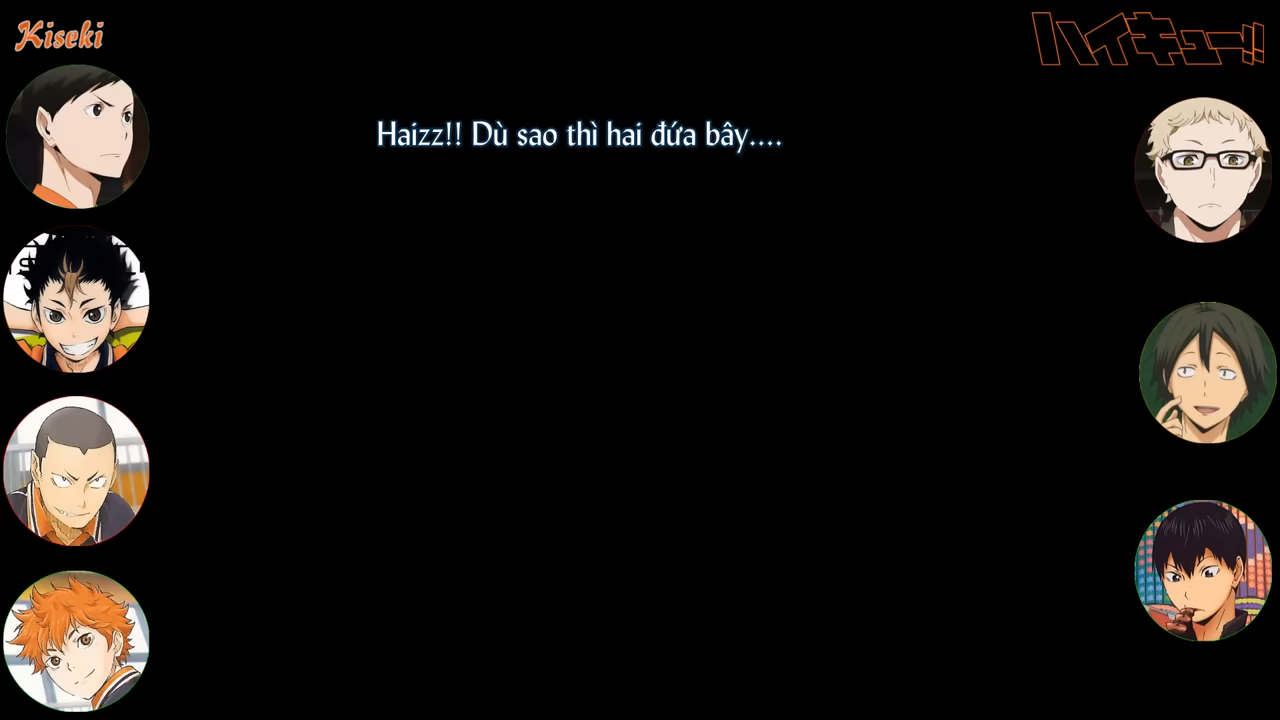 Kiseki
ハイキュー!!
Haizz!! Dù sao thì hai đứa bây....